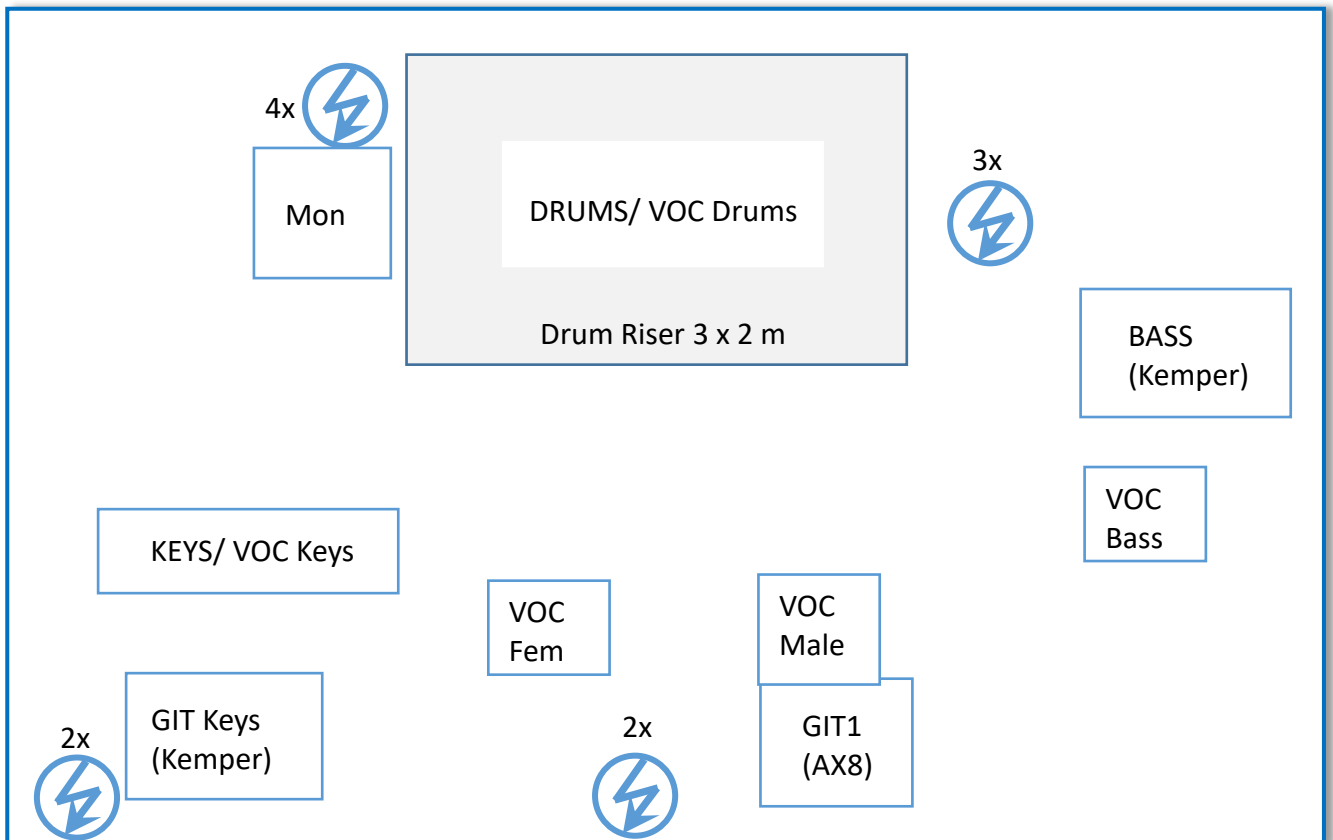 4x
Mon
DRUMS/ VOC Drums
Drum Riser 3 x 2 m
3x
BASS
(Kemper)
VOC
Bass
KEYS/ VOC Keys
VOC
Fem
VOC
Male
GIT Keys
(Kemper)
2x
2x
GIT1
(AX8)